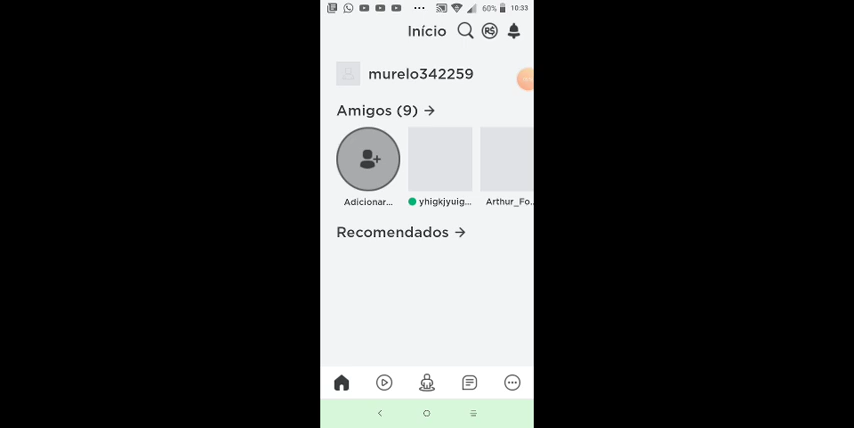 60% 10:33
Início R$
murelo342259
Amigos (9) →
Adicionar... yhigkjyuig... Arthur_Fo..
Recomendados →